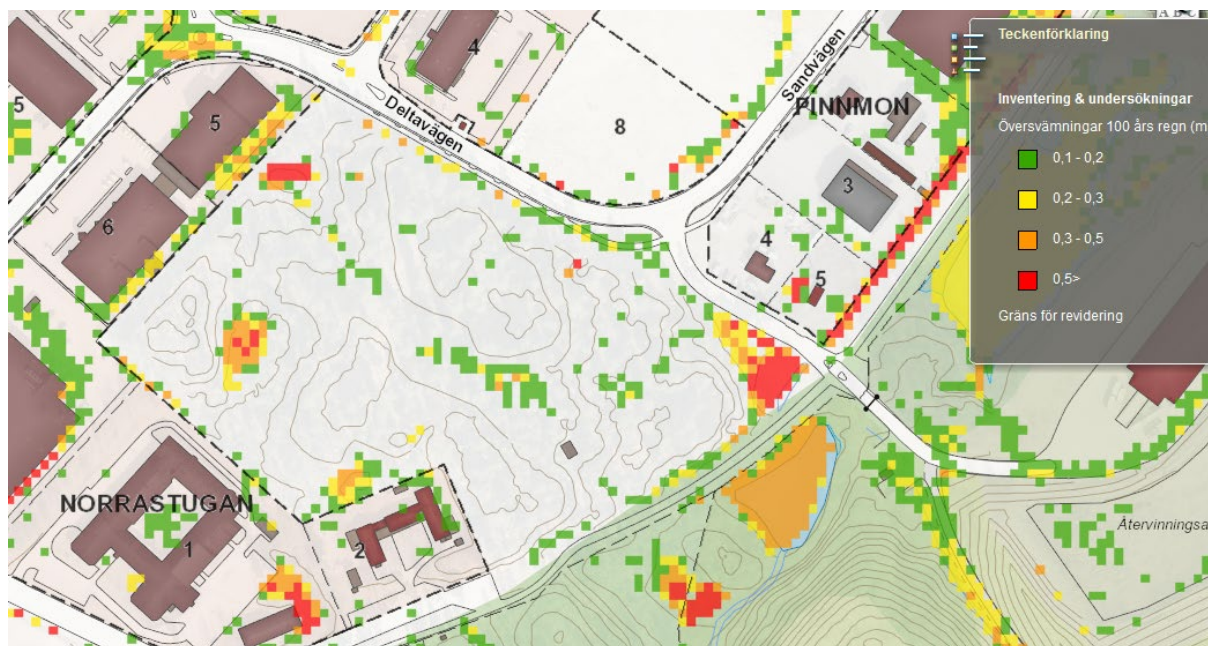 A B C
Teckenförklaring
Inventering & undersökningar
Översvämningar 100 års regn (m
0,1 - 0,2
0,2 - 0,3
0,3 - 0,5
0,5>
Gräns för revidering
4
Deltavägen
8
Sandvägen
PINNMON
5
5
6
3
4
5
NORRASTUGAN
1
2
Återvinningsa